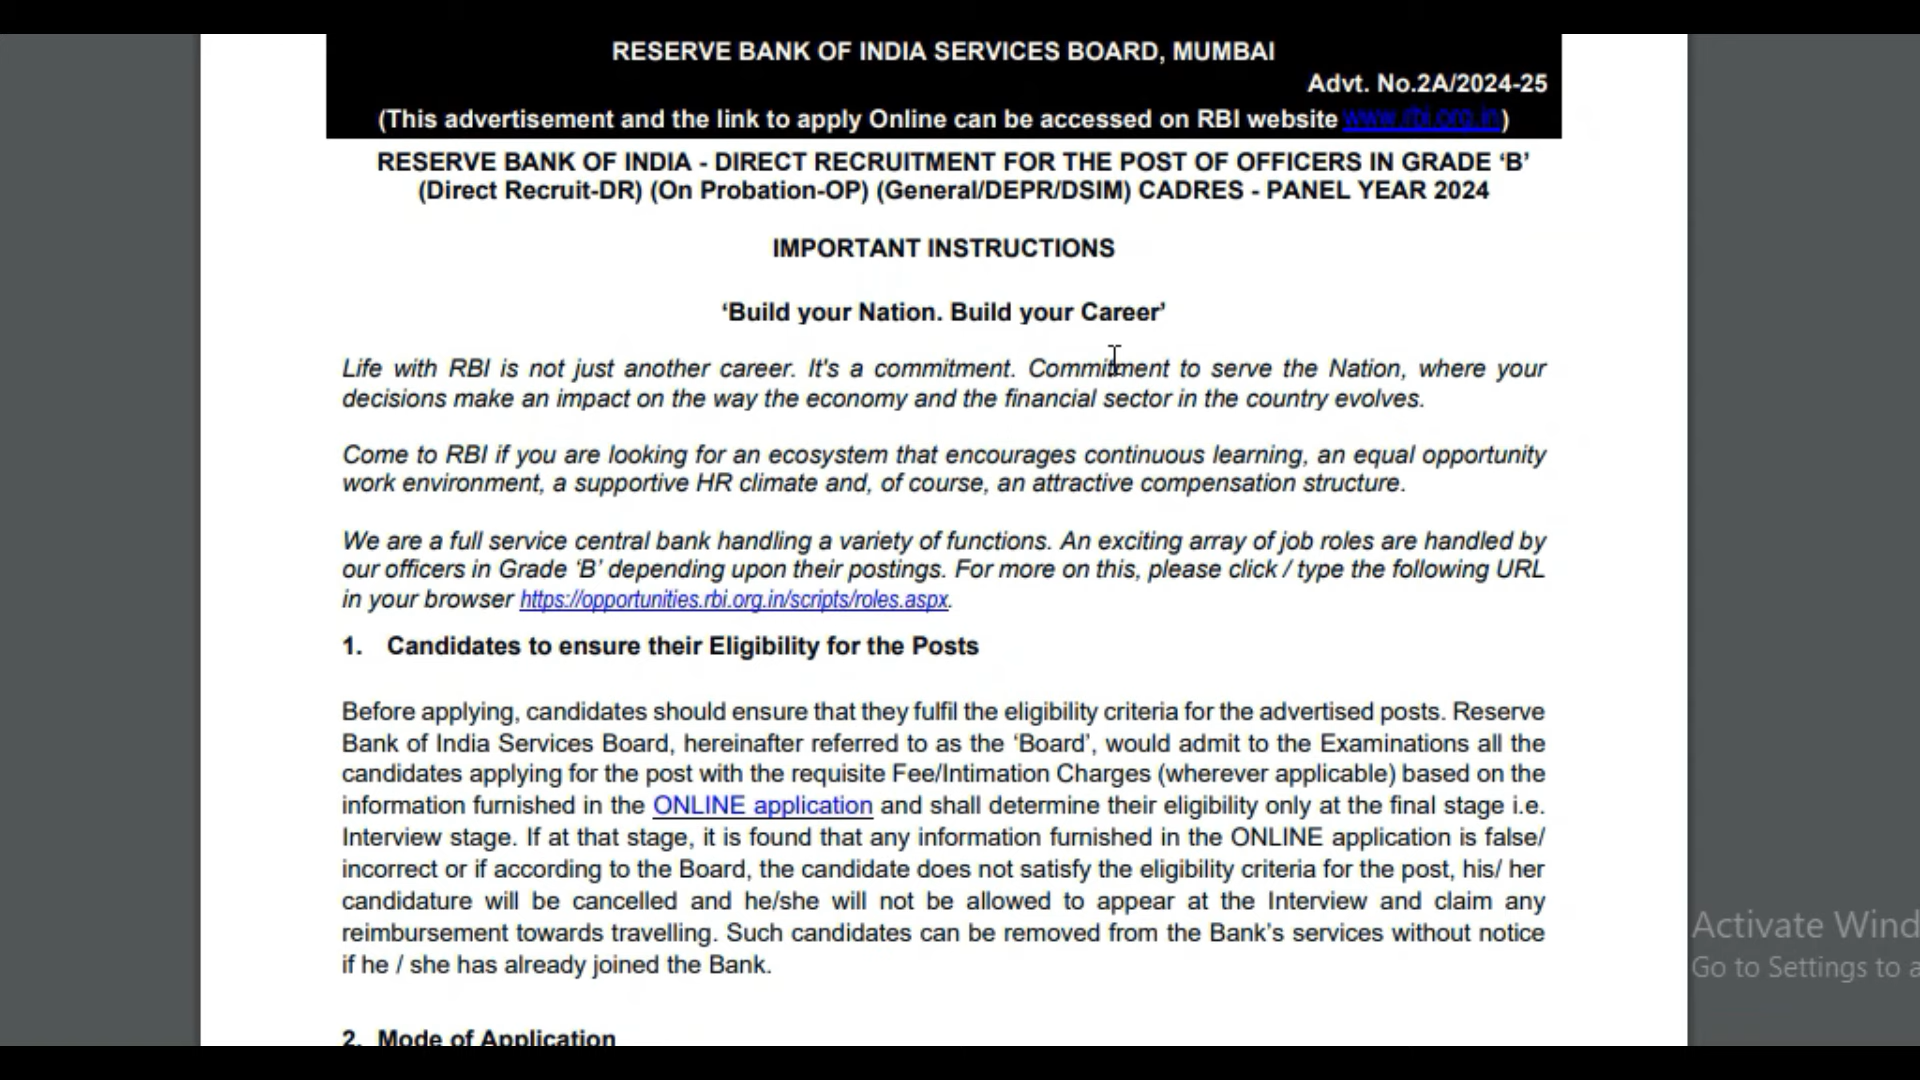 RESERVE BANK OF INDIA SERVICES BOARD, MUMBAI
Advt. No.2A/2024-25
(This advertisement and the link to apply Online can be accessed on RBI website www.rbi.org.in)
RESERVE BANK OF INDIA - DIRECT RECRUITMENT FOR THE POST OF OFFICERS IN GRADE ‘B’
(Direct Recruit-DR) (On Probation-OP) (General/DEPR/DSIM) CADRES - PANEL YEAR 2024
IMPORTANT INSTRUCTIONS
‘Build your Nation. Build your Career’
Life with RBI is not just another career. It's a commitment. Commitment to serve the Nation, where your
decisions make an impact on the way the economy and the financial sector in the country evolves.
Come to RBI if you are looking for an ecosystem that encourages continuous learning, an equal opportunity
work environment, a supportive HR climate and, of course, an attractive compensation structure.
We are a full service central bank handling a variety of functions. An exciting array of job roles are handled by
our officers in Grade ‘B’ depending upon their postings. For more on this, please click / type the following URL
in your browser https://opportunities.rbi.org.in/scripts/roles.aspx.
1. Candidates to ensure their Eligibility for the Posts
Before applying, candidates should ensure that they fulfil the eligibility criteria for the advertised posts. Reserve
Bank of India Services Board, hereinafter referred to as the ‘Board’, would admit to the Examinations all the
candidates applying for the post with the requisite Fee/Intimation Charges (wherever applicable) based on the
information furnished in the ONLINE application and shall determine their eligibility only at the final stage i.e.
Interview stage. If at that stage, it is found that any information furnished in the ONLINE application is false/
incorrect or if according to the Board, the candidate does not satisfy the eligibility criteria for the post, his/ her
candidature will be cancelled and he/she will not be allowed to appear at the Interview and claim any
reimbursement towards travelling. Such candidates can be removed from the Bank’s services without notice
if he / she has already joined the Bank.
2. Mode of Application
Activate Wind
Go to Settings to a